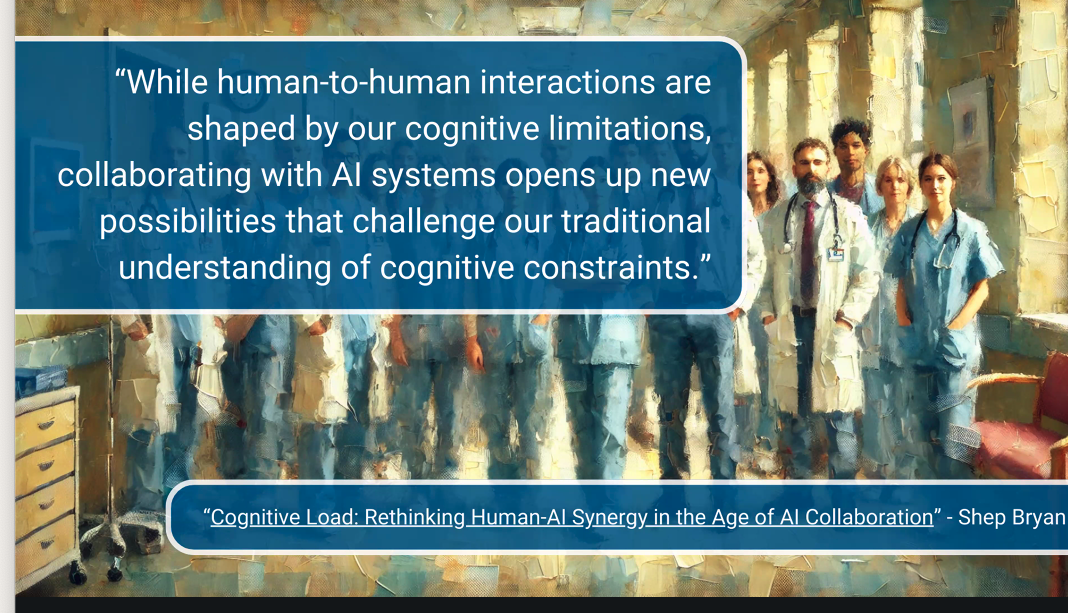 “While human-to-human interactions are
shaped by our cognitive limitations,
collaborating with AI systems opens up new
possibilities that challenge our traditional
understanding of cognitive constraints.”
“Cognitive Load: Rethinking Human-AI Synergy in the Age of AI Collaboration” - Shep Bryan